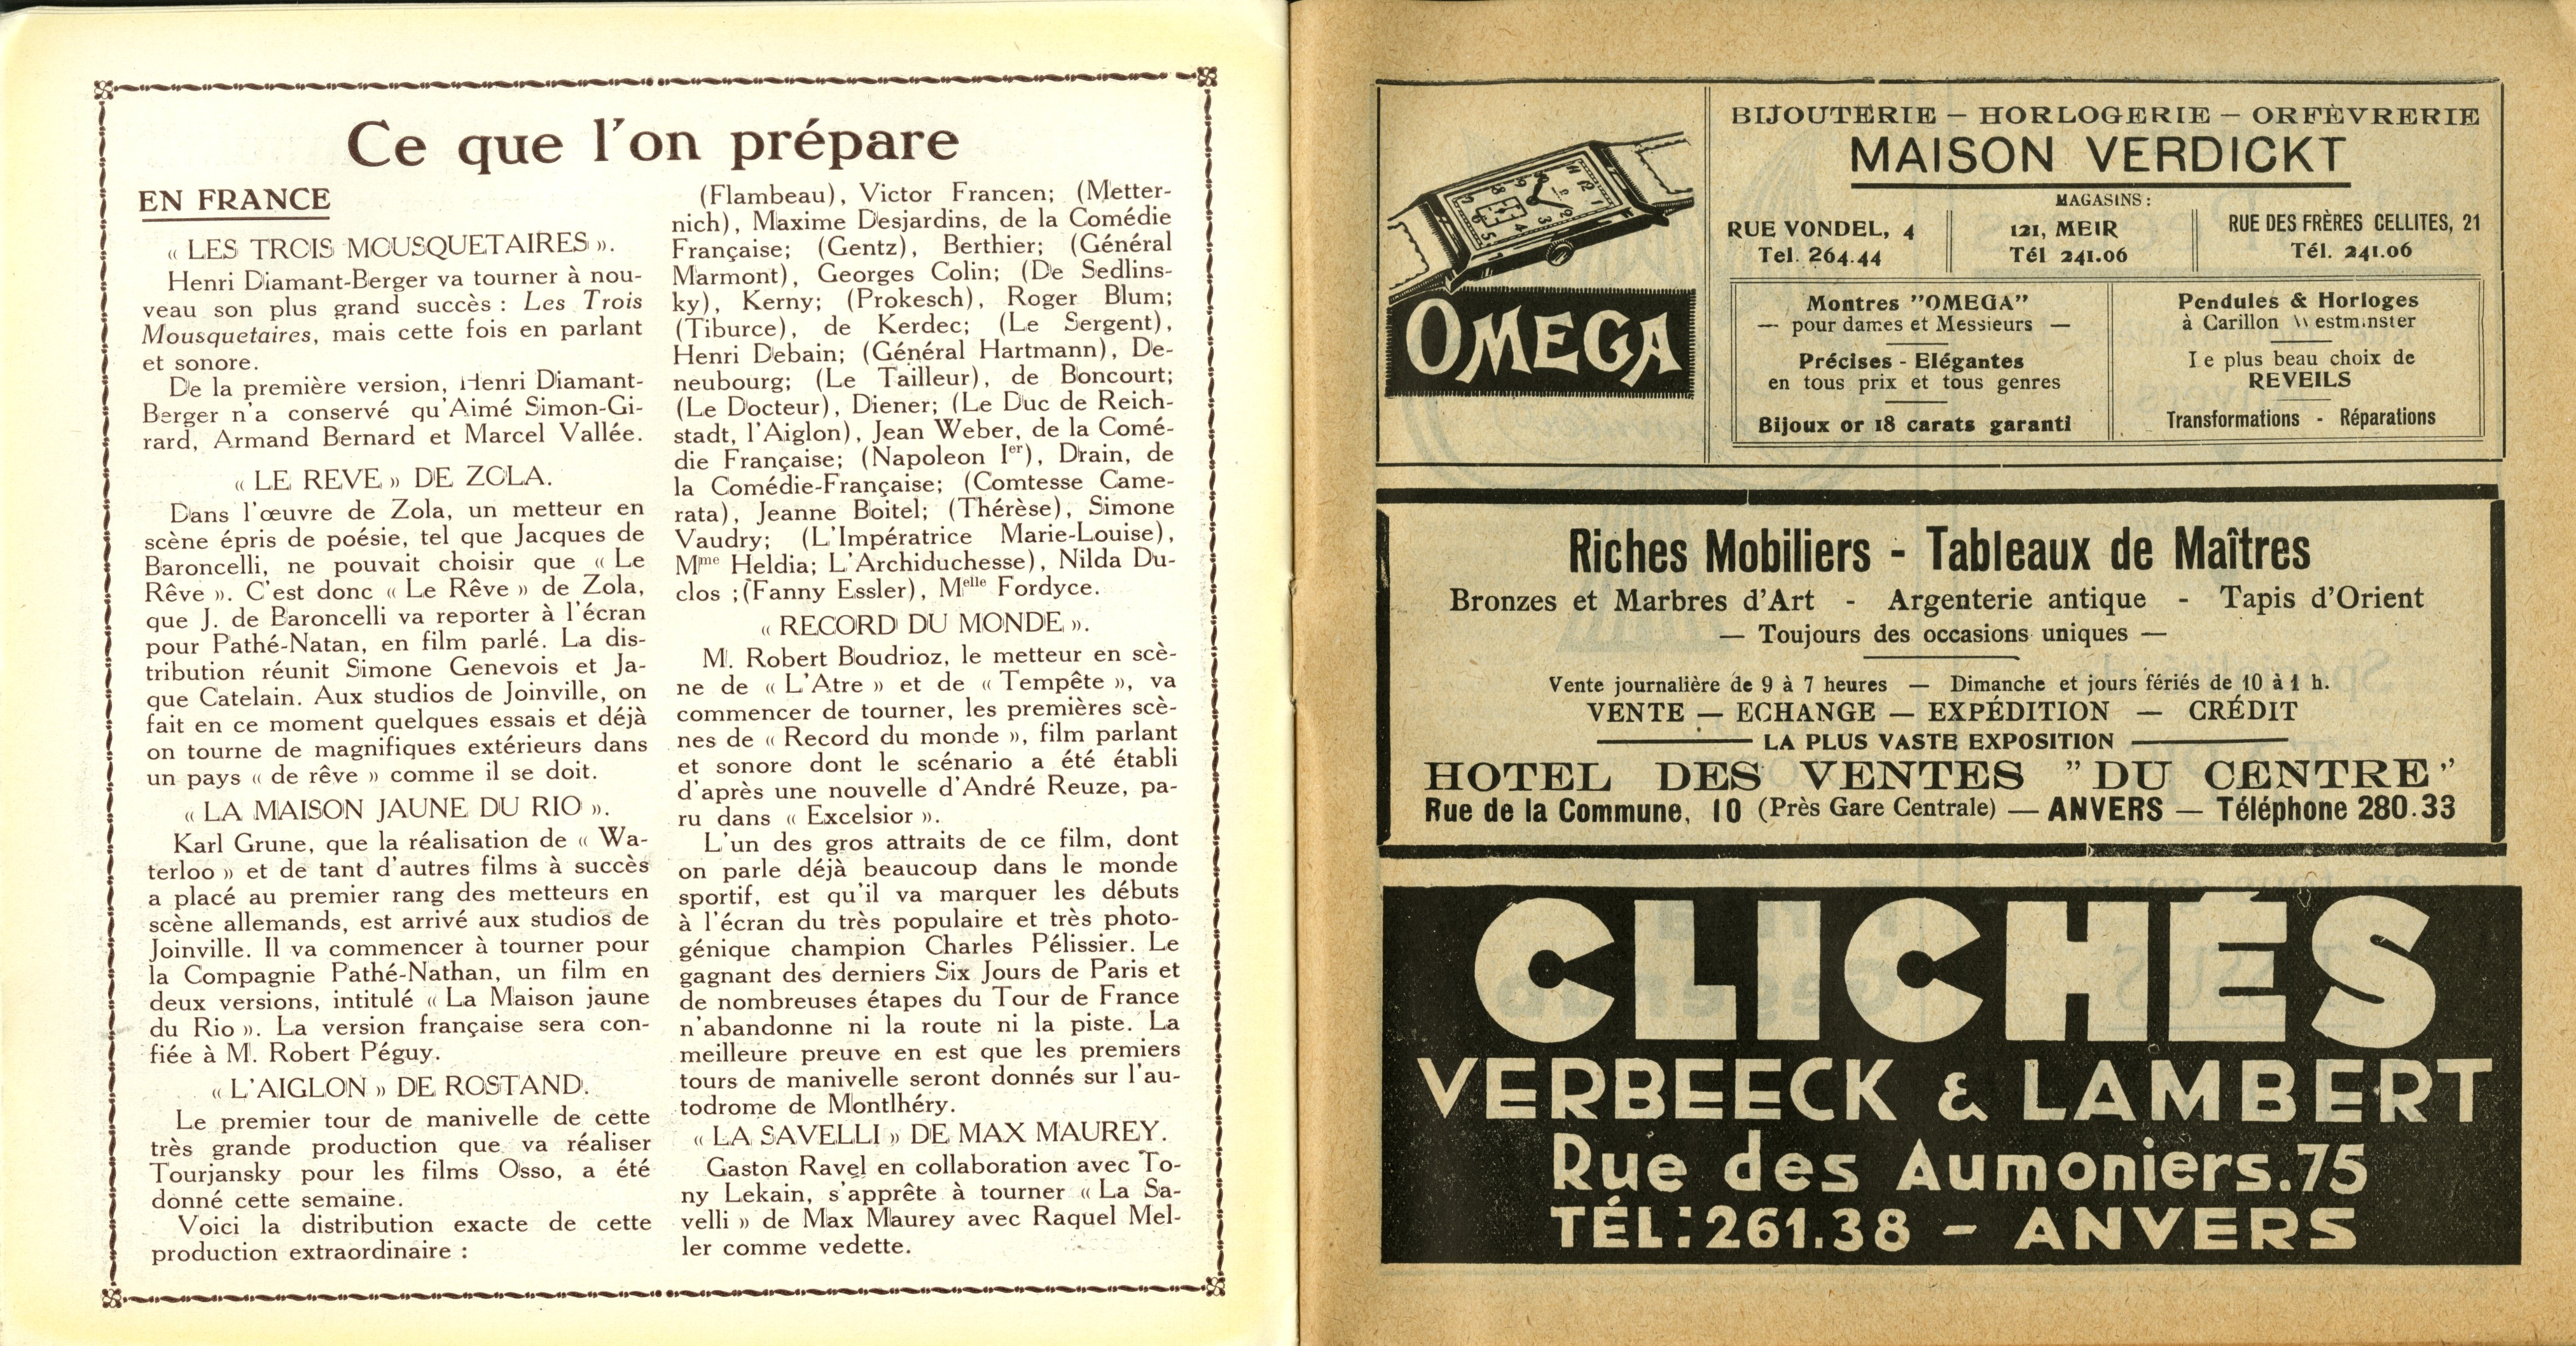 Ce que l'on prépare
EN FRANCE
« LES TROIS MOUSQUETAIRES ».
Henri Diamant-Berger va tourner à nou-
veau son plus grand succès : Les Trois
Mousquetaires, mais cette fois en parlant
et sonore.
De la première version, Henri Diamant-
Berger n'a conservé qu'Aimé Simon-Gi-
rard, Armand Bernard et Marcel Vallée.
« LE REVE » DE ZOLA.
Dans l'œuvre de Zola, un metteur en
scène épris de poésie, tel que Jacques de
Baroncelli, ne pouvait choisir que « Le
Rêve ». C'est donc « Le Rêve » de Zola,
que J. de Baroncelli va reporter à l'écran
pour Pathé-Natan, en film parlé. La dis-
tribution réunit Simone Genevois et Ja-
que Catelain. Aux studios de Joinville, on
fait en ce moment quelques essais et déjà
on tourne de magnifiques extérieurs dans
un pays « de rêve » comme il se doit.
« LA MAISON JAUNE DU RIO ».
Karl Grune, que la réalisation de « Wa-
terloo » et de tant d'autres films à succès
a placé au premier rang des metteurs en
scène allemands, est arrivé aux studios de
Joinville. Il va commencer à tourner pour
la Compagnie Pathé-Nathan, un film en
deux versions, intitulé « La Maison jaune
du Rio ». La version française sera con-
fiée à M. Robert Péguy.
« L'AIGLON » DE ROSTAND.
Le premier tour de manivelle de cette
très grande production que va réaliser
Tourjansky pour les films Osso, a été
donné cette semaine.
Voici la distribution exacte de cette
production extraordinaire :
(Flambeau), Victor Francen; (Metter-
nich), Maxime Desjardins, de la Comédie
Française; (Gentz), Berthier; (Général
Marmont), Georges Colin; (De Sedlins-
ky), Kerny; (Prokesch), Roger Blum;
(Tiburce), de Kerdec; (Le Sergent),
Henri Debain; (Général Hartmann), De-
neubourg; (Le Tailleur), de Boncourt;
(Le Docteur), Diener; (Le Duc de Reich-
stadt, l'Aiglon), Jean Weber, de la Comé-
die Française; (Napoleon Ier), Drain, de
la Comédie-Française; (Comtesse Came-
rata), Jeanne Boitel; (Thérèse), Simone
Vaudry; (L'Impératrice Marie-Louise),
Mme Heldia; L'Archiduchesse), Nilda Du-
clos ;(Fanny Essler), Melle Fordyce.
« RECORD DU MONDE ».
M. Robert Boudrioz, le metteur en scè-
ne de « L'Atre » et de « Tempête », va
commencer de tourner, les premières scè-
nes de « Record du monde », film parlant
et sonore dont le scénario a été établi
d'après une nouvelle d'André Reuze, pa-
ru dans « Excelsior ».
L'un des gros attraits de ce film, dont
on parle déjà beaucoup dans le monde
sportif, est qu'il va marquer les débuts
à l'écran du très populaire et très photo-
génique champion Charles Pélissier. Le
gagnant des derniers Six Jours de Paris et
de nombreuses étapes du Tour de France
n'abandonne ni la route ni la piste. La
meilleure preuve en est que les premiers
tours de manivelle seront donnés sur l'au-
todrome de Montlhéry.
« LA SAVELLI » DE MAX MAUREY.
Gaston Ravel en collaboration avec To-
ny Lekain, s'apprête à tourner « La Sa-
velli » de Max Maurey avec Raquel Mel-
ler comme vedette.
OMEGA
BIJOUTERIE – HORLOGERIE – ORFÈVRERIE
MAISON VERDICKT
MAGASINS :
RUE VONDEL, 4
Tel. 264.44
121, MEIR
Tél 241.06
RUE DES FRÈRES CELLITES, 21
Tél. 241.06
Montres "OMEGA"
— pour dames et Messieurs —
Précises - Elégantes
en tous prix et tous genres
Bijoux or 18 carats garanti
Pendules & Horloges
à Carillon Westminster
Le plus beau choix de
REVEILS
Transformations - Réparations
Riches Mobiliers - Tableaux de Maîtres
Bronzes et Marbres d'Art - Argenterie antique - Tapis d'Orient
— Toujours des occasions uniques —
Vente journalière de 9 à 7 heures — Dimanche et jours fériés de 10 à 1 h.
VENTE — ECHANGE — EXPÉDITION — CRÉDIT
LA PLUS VASTE EXPOSITION
HOTEL DES VENTES "DU CENTRE"
Rue de la Commune, 10 (Près Gare Centrale) — ANVERS — Téléphone 280.33
CLICHÉS
VERBEECK & LAMBERT
Rue des Aumoniers.75
TÉL: 261.38 – ANVERS